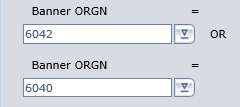 Banner ORGN =
6042 OR
Banner ORGN =
6040